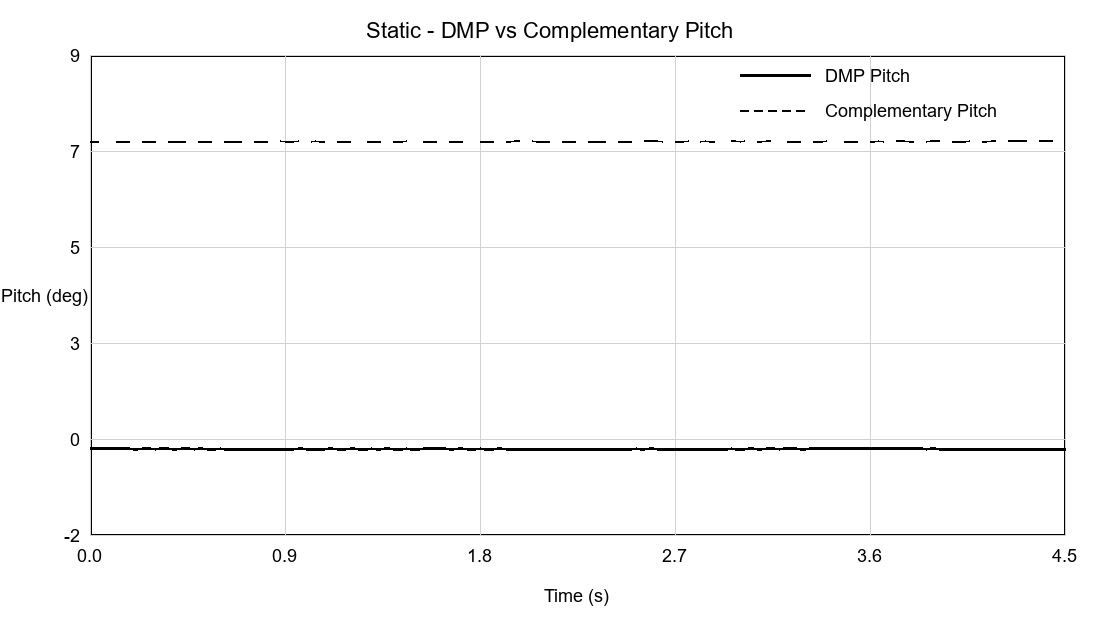 Static - DMP vs Complementary Pitch
9
DMP Pitch
Complementary Pitch
7
5
Pitch (deg)
3
0
-2
0.0 0.9 1.8 2.7 3.6 4.5
Time (s)